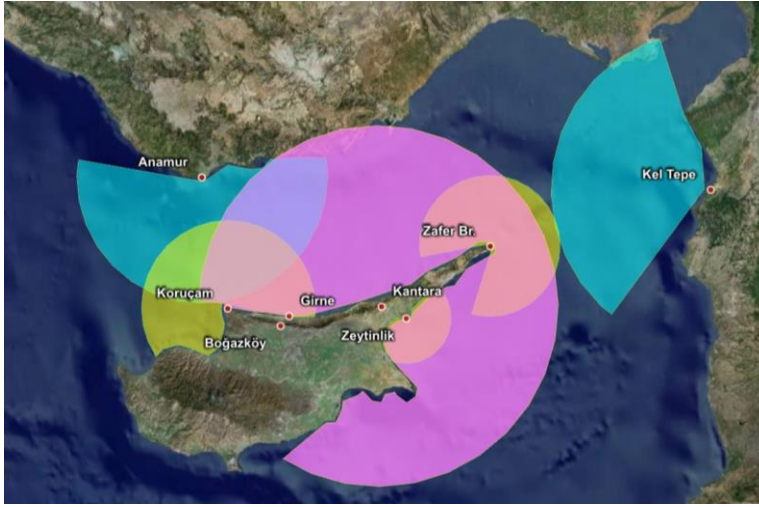 Anamur
Kel Tepe
Zafer Br.
Koruçam
Girne
Kantara
Boğazköy
Zeytinlik